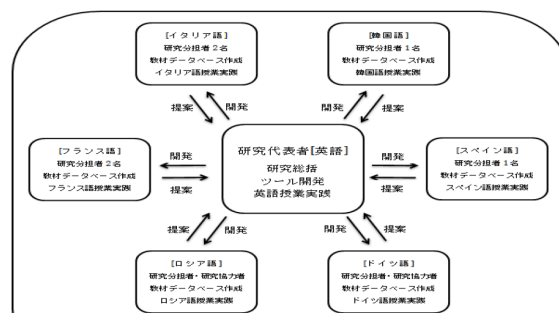 [イタリア語]
研究分担者2名
教材データベース作成
イタリア語授業実践
[韓国語]
研究分担者1名
教材データベース作成
韓国語授業実践
提案
開発
開発
提案
[フランス語]
研究分担者2名
教材データベース作成
フランス語授業実践
開発
提案
研究代表者[英語]
研究総括
ツール開発
英語授業実践
開発
提案
[スペイン語]
研究分担者1名
教材データベース作成
スペイン語授業実践
提案
開発
開発
提案
[ロシア語]
研究分担者・研究協力者
教材データベース作成
ロシア語授業実践
[ドイツ語]
研究分担者・研究協力者
教材データベース作成
ドイツ語授業実践